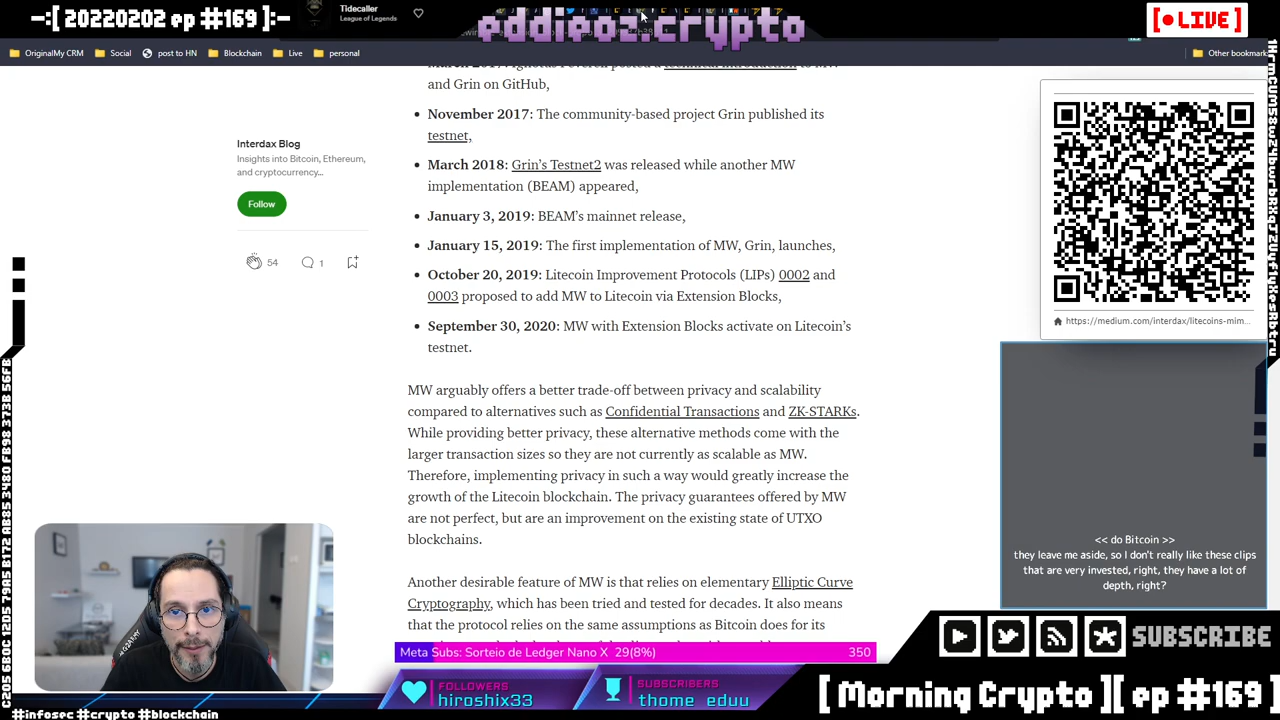 -:[ 20220202 ep #169 ]:-
Tidecaller
League of Legends
eddieoz.crypto
[ LIVE ]
OriginalMy CRM
Social
post to HN
Blockchain
Live
personal
Other bookmark
and Grin on GitHub,
November 2017: The community-based project Grin published its
testnet,
March 2018: Grin's Testnet2 was released while another MW
implementation (BEAM) appeared,
January 3, 2019: BEAM's mainnet release,
January 15, 2019: The first implementation of MW, Grin, launches,
October 20, 2019: Litecoin Improvement Protocols (LIPs) 0002 and
0003 proposed to add MW to Litecoin via Extension Blocks,
September 30, 2020: MW with Extension Blocks activate on Litecoin's
testnet.
MW arguably offers a better trade-off between privacy and scalability
compared to alternatives such as Confidential Transactions and ZK-STARKs.
While providing better privacy, these alternative methods come with the
larger transaction sizes so they are not currently as scalable as MW.
Therefore, implementing privacy in such a way would greatly increase the
growth of the Litecoin blockchain. The privacy guarantees offered by MW
are not perfect, but are an improvement on the existing state of UTXO
blockchains.
Another desirable feature of MW is that relies on elementary Elliptic Curve
Cryptography, which has been tried and tested for decades. It also means
that the protocol relies on the same assumptions as Bitcoin does for its
Interdax Blog
Insights into Bitcoin, Ethereum,
and cryptocurrency...
Follow
54
1
https://medium.com/interdax/litecoins-mim...
<< do Bitcoin >>
they leave me aside, so I don't really like these clips
that are very invested, right, they have a lot of
depth, right?
Meta Subs: Sorteio de Ledger Nano X 29(8%)
350
FOLLOWERS
hiroshix33
SUBSCRIBERS
thome_eduu
SUBSCRIBE
[ Morning Crypto ][ ep #169 ]
#infosec #crypto #blockchain